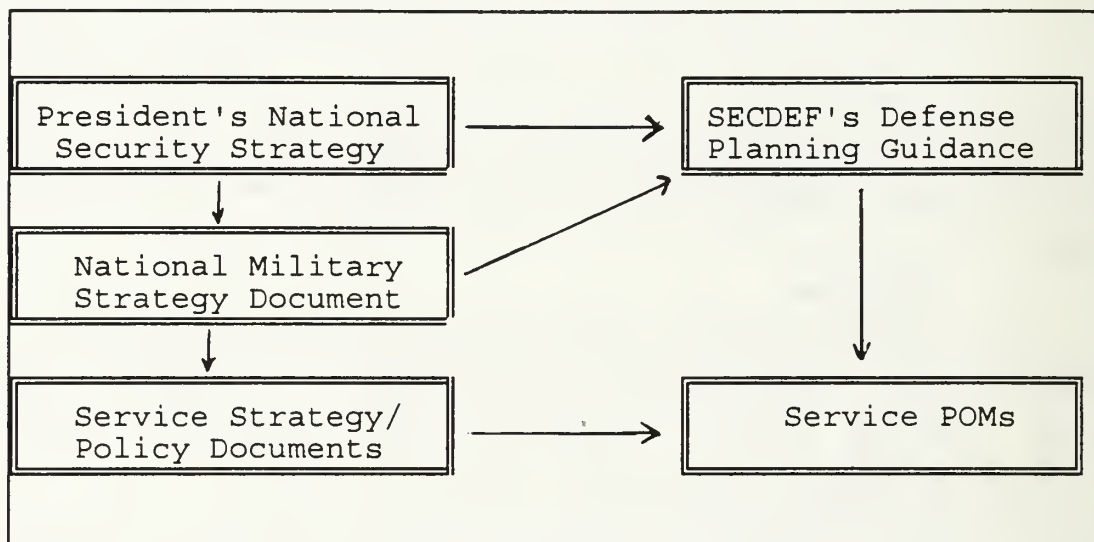 President's National
Security Strategy
SECDEF's Defense
Planning Guidance
National Military
Strategy Document
Service Strategy/
Policy Documents
Service POMs